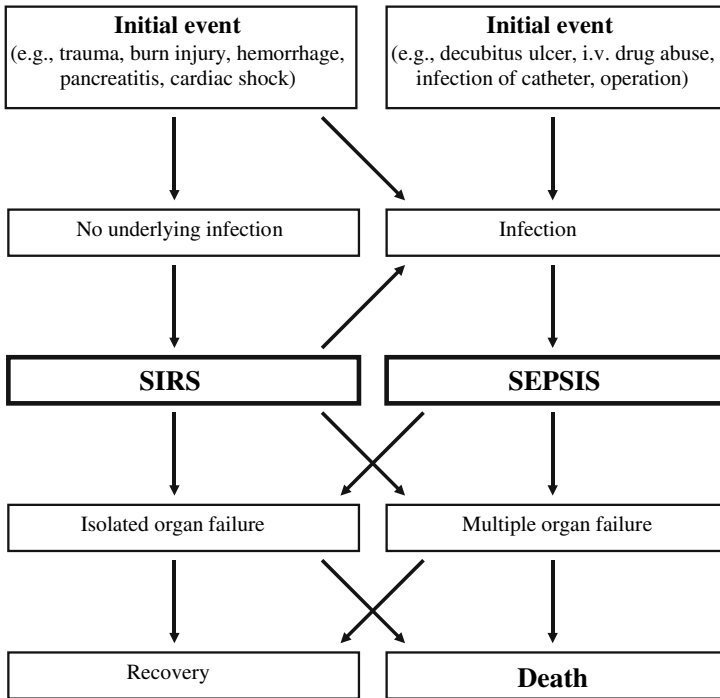 Initial event
(e.g., trauma, burn injury, hemorrhage,
pancreatitis, cardiac shock)
Initial event
(e.g., decubitus ulcer, i.v. drug abuse,
infection of catheter, operation)
No underlying infection
Infection
SIRS
SEPSIS
Isolated organ failure
Multiple organ failure
Recovery
Death